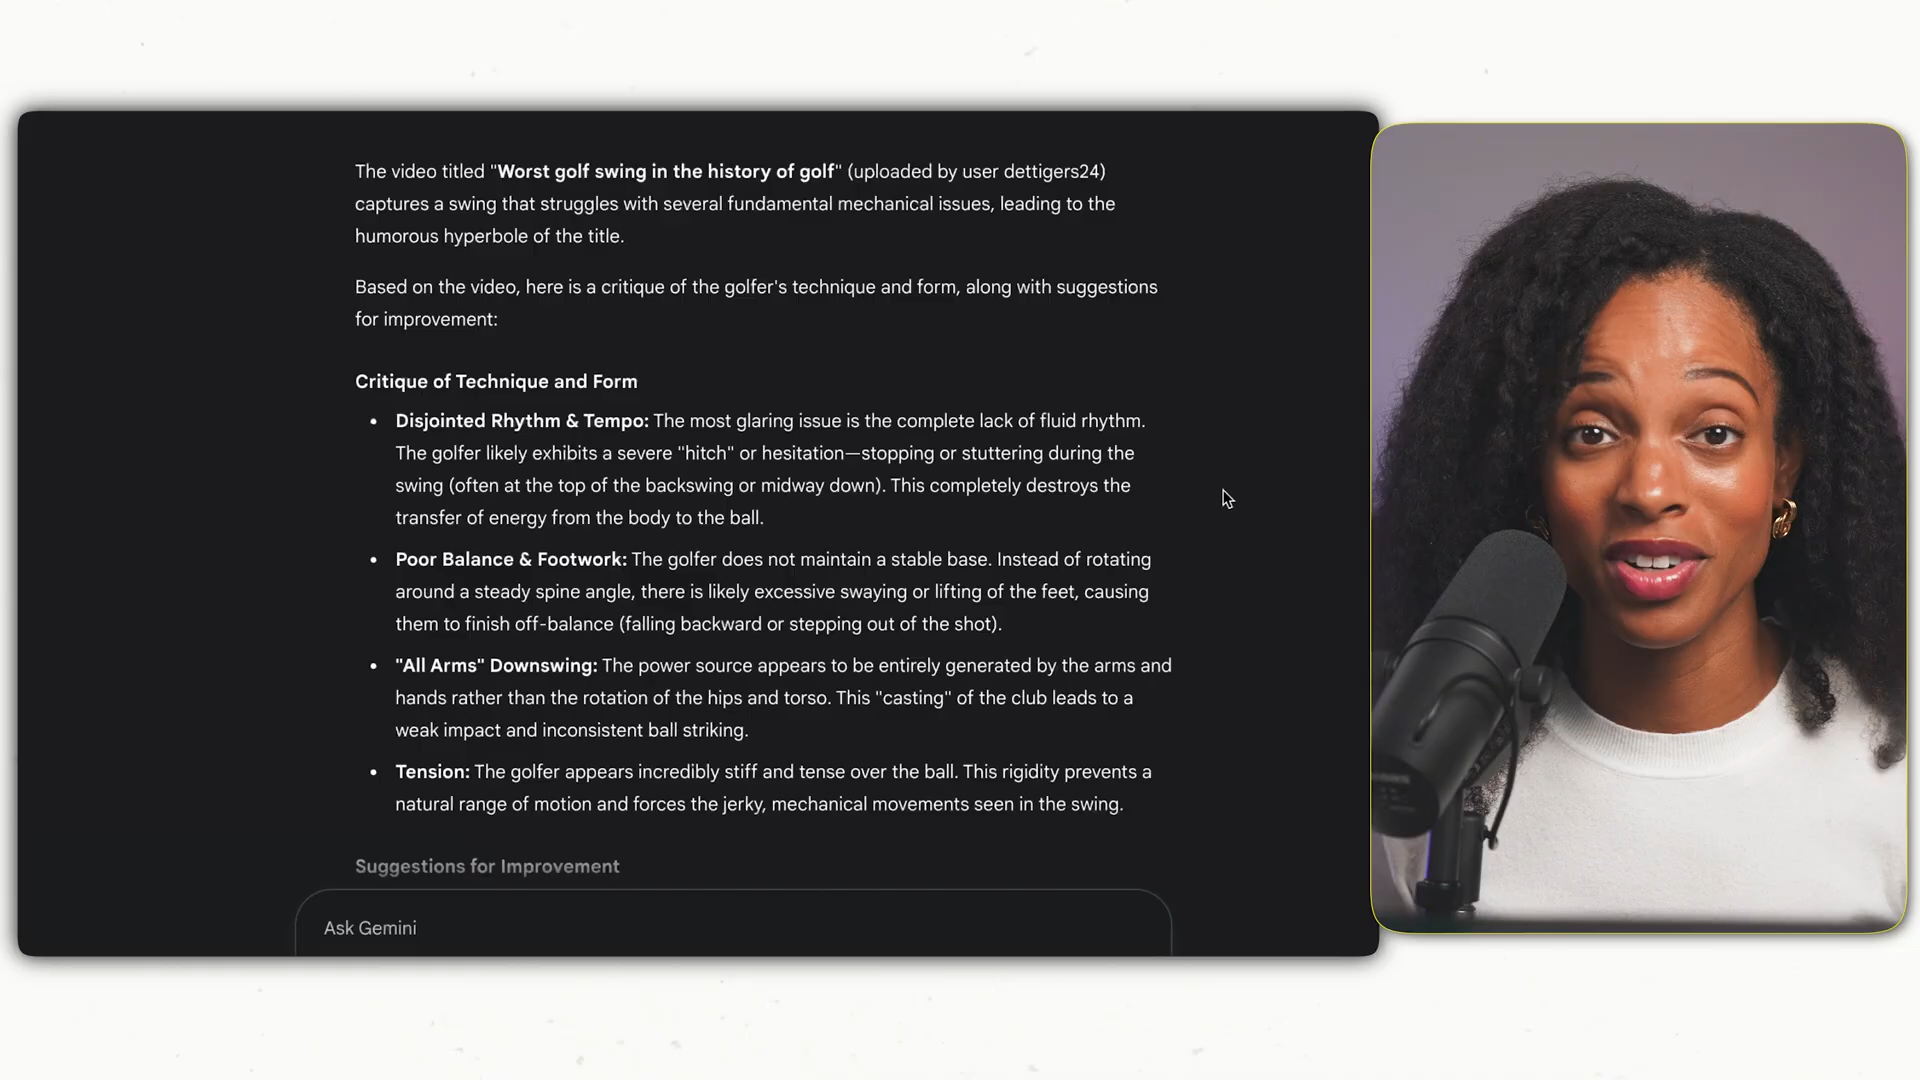 The video titled "Worst golf swing in the history of golf" (uploaded by user dettigers24)
captures a swing that struggles with several fundamental mechanical issues, leading to the
humorous hyperbole of the title.
Based on the video, here is a critique of the golfer's technique and form, along with suggestions
for improvement:
Critique of Technique and Form
• Disjointed Rhythm & Tempo: The most glaring issue is the complete lack of fluid rhythm.
The golfer likely exhibits a severe "hitch" or hesitation—stopping or stuttering during the
swing (often at the top of the backswing or midway down). This completely destroys the
transfer of energy from the body to the ball.
• Poor Balance & Footwork: The golfer does not maintain a stable base. Instead of rotating
around a steady spine angle, there is likely excessive swaying or lifting of the feet, causing
them to finish off-balance (falling backward or stepping out of the shot).
• "All Arms" Downswing: The power source appears to be entirely generated by the arms and
hands rather than the rotation of the hips and torso. This "casting" of the club leads to a
weak impact and inconsistent ball striking.
• Tension: The golfer appears incredibly stiff and tense over the ball. This rigidity prevents a
natural range of motion and forces the jerky, mechanical movements seen in the swing.
Suggestions for Improvement
Ask Gemini